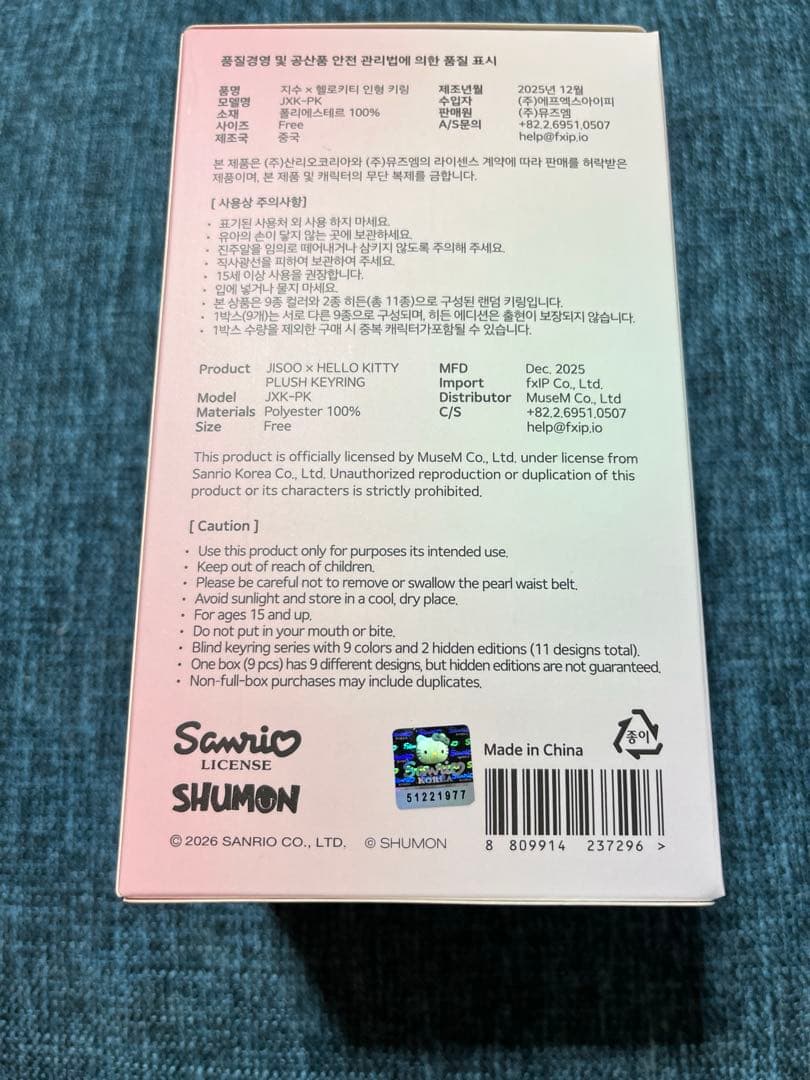 품질경영 및 공산품 안전 관리법에 의한 품질 표시
품명 지수 × 헬로키티 인형 키링 제조년월 2025년 12월
모델명 JXK-PK 수입자 (주)에프엑스아이피
소재 폴리에스테르 100% 판매원 (주)뮤즈엠
사이즈 Free A/S문의 +82.2.6951.0507
제조국 중국 help@fxip.io
본 제품은 (주)산리오코리아와 (주)뮤즈엠의 라이센스 계약에 따라 판매를 허락받은
제품이며, 본 제품 및 캐릭터의 무단 복제를 금합니다.
[ 사용상 주의사항]
• 표기된 사용처 외 사용 하지 마세요.
• 유아의 손이 닿지 않는 곳에 보관하세요.
• 진주알을 임의로 떼어내거나 삼키지 않도록 주의해 주세요.
• 직사광선을 피하여 보관하여 주세요.
• 15세 이상 사용을 권장합니다.
• 입에 넣거나 물지 마세요.
• 본 상품은 9종 컬러와 2종 히든(총 11종)으로 구성된 랜덤 키링입니다.
• 1박스(9개)는 서로 다른 9종으로 구성되며, 히든 에디션은 출현이 보장되지 않습니다.
• 1박스 수량을 제외한 구매 시 중복 캐릭터가포함될 수 있습니다.
Product JISOO × HELLO KITTY MFD Dec. 2025
PLUSH KEYRING Import fxIP Co., Ltd.
Model JXK-PK Distributor MuseM Co., Ltd
Materials Polyester 100% C/S +82.2.6951.0507
Size Free help@fxip.io
This product is officially licensed by MuseM Co., Ltd. under license from
Sanrio Korea Co., Ltd. Unauthorized reproduction or duplication of this
product or its characters is strictly prohibited.
[ Caution ]
• Use this product only for purposes its intended use.
• Keep out of reach of children.
• Please be careful not to remove or swallow the pearl waist belt.
• Avoid sunlight and store in a cool, dry place.
• For ages 15 and up.
• Do not put in your mouth or bite.
• Blind keyring series with 9 colors and 2 hidden editions (11 designs total).
• One box (9 pcs) has 9 different designs, but hidden editions are not guaranteed.
• Non-full-box purchases may include duplicates.
Sanrio
LICENSE
SHUMON
Sanrio
KOREA
51221977
Made in China
종이
8 809914 237296 >
© 2026 SANRIO CO., LTD. © SHUMON